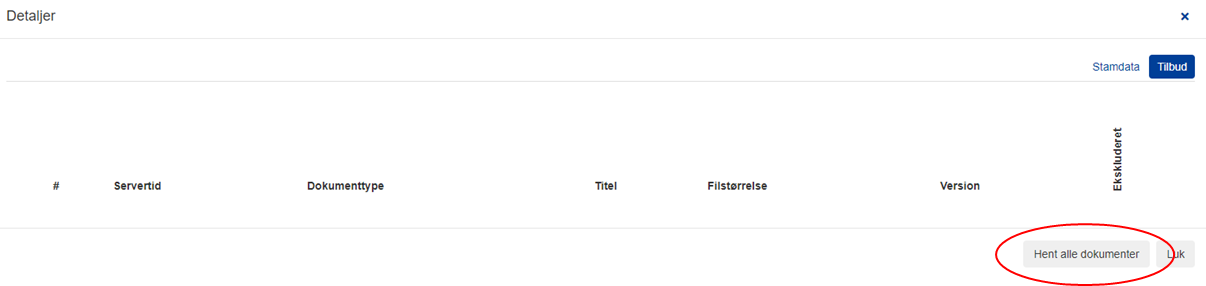 Detaljer ×
Stamdata Tilbud
# Servertid Dokumenttype Titel Filstørrelse Version Ekskluderet
Hent alle dokumenter Luk